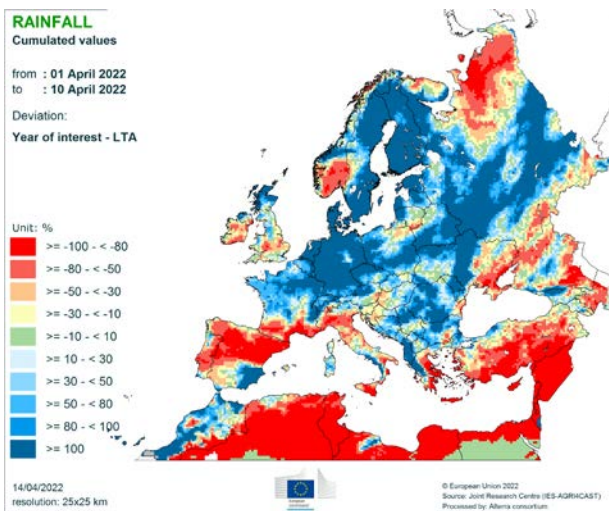 RAINFALL
Cumulated values
from : 01 April 2022
to : 10 April 2022
Deviation:
Year of interest - LTA
Unit: %
>= -100 - < -80
>= -80 - < -50
>= -50 - < -30
>= -30 - < -10
>= -10 - < 10
>= 10 - < 30
>= 30 - < 50
>= 50 - < 80
>= 80 - < 100
>= 100
14/04/2022
resolution: 25x25 km
© European Union 2022
Source: Joint Research Centre (IES-AGRI4CAST)
Processed by: Alterra consortium